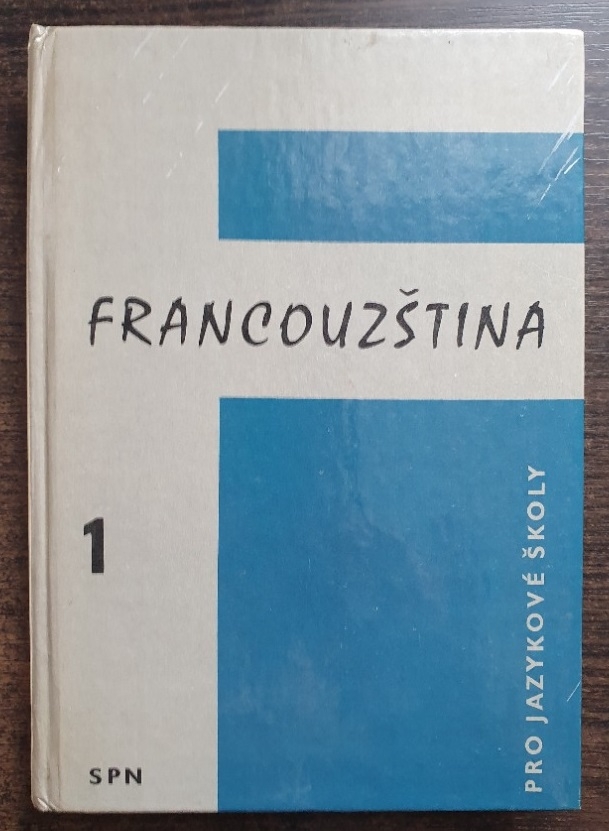 FRANCOUZŠTINA
1
PRO JAZYKOVÉ ŠKOLY
SPN